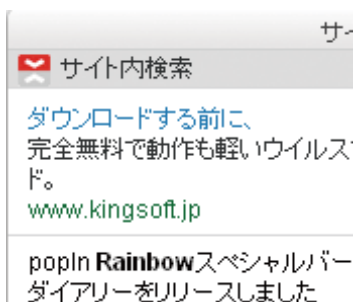 サイ
サイト内検索
ダウンロードする前に、
完全無料で動作も軽いウイルス
ド。
www.kingsoft.jp
popIn Rainbowスペシャルバー
ダイアリーをリリースしました